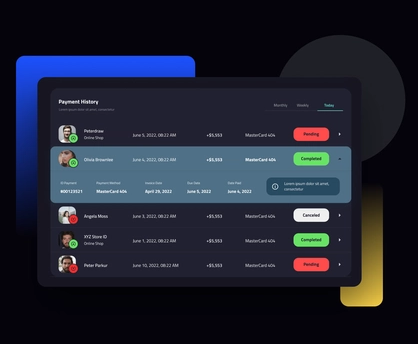 Payment History
Lorem ipsum dolor sit amet, consectetur
Monthly Weekly Today
Peterdraw
Online Shop
June 5, 2022, 08:22 AM +$5,553 MasterCard 404 Pending
Olivia Brownlee June 4, 2022, 08:22 AM +$5,553 MasterCard 404 Completed
ID Payment Payment Method Invoice Date Due Date Date Paid
#00123521 MasterCard 404 April 29, 2022 June 5, 2022 June 4, 2022
Lorem ipsum dolor sit amet,
consectetur
Angela Moss June 3, 2022, 08:22 AM +$5,553 MasterCard 404 Canceled
XYZ Store ID
Online Shop
June 1, 2022, 08:22 AM +$5,553 MasterCard 404 Completed
Peter Parkur June 10, 2022, 08:22 AM +$5,553 MasterCard 404 Pending